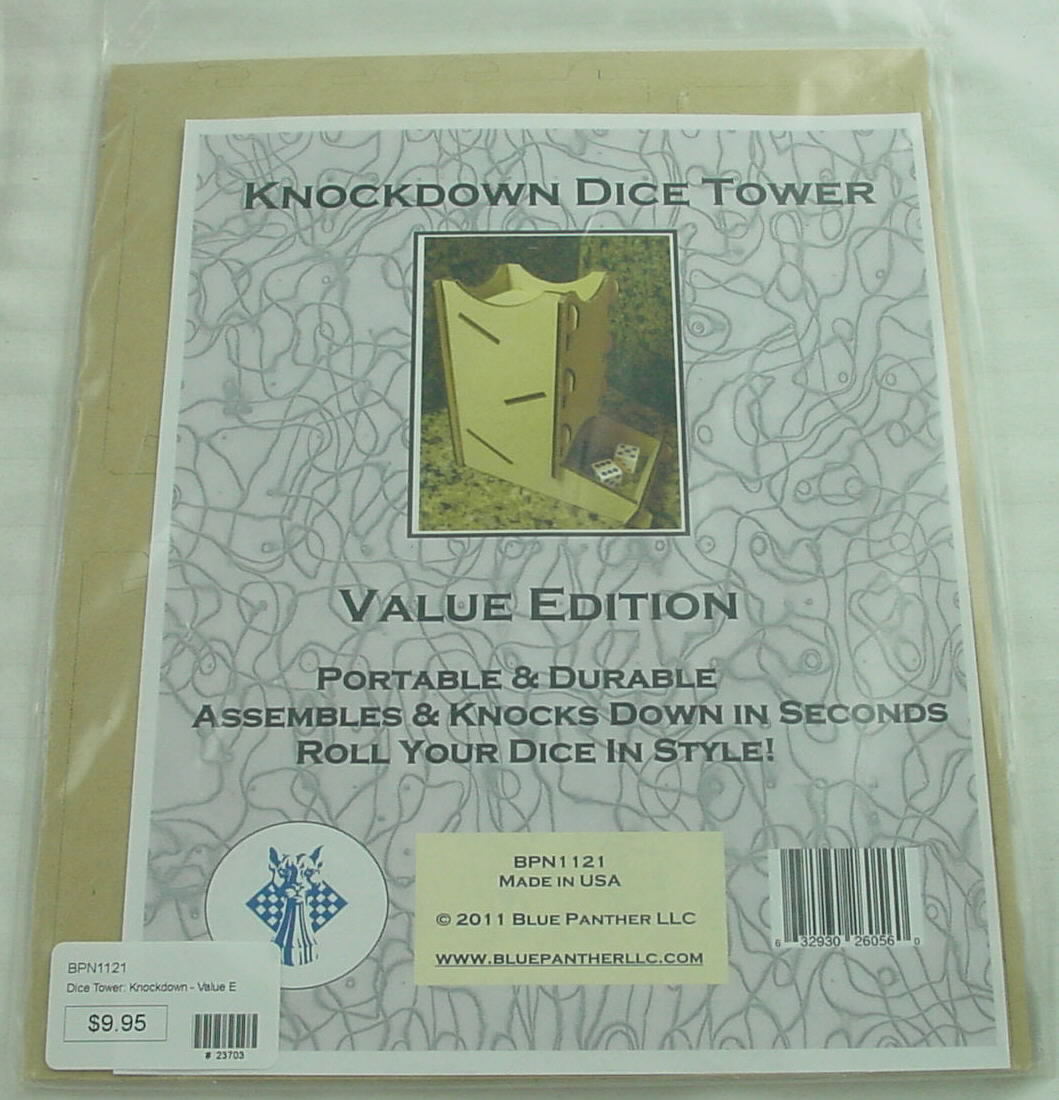 KNOCKDOWN DICE TOWER
VALUE EDITION
PORTABLE & DURABLE
ASSEMBLES & KNOCKS DOWN IN SECONDS
ROLL YOUR DICE IN STYLE!
BPN1121
MADE IN USA
© 2011 BLUE PANTHER LLC
WWW.BLUEPANTHERLLC.COM
6 32930 26056 0
BPN1121
Dice Tower: Knockdown - Value E
$9.95
# 23703